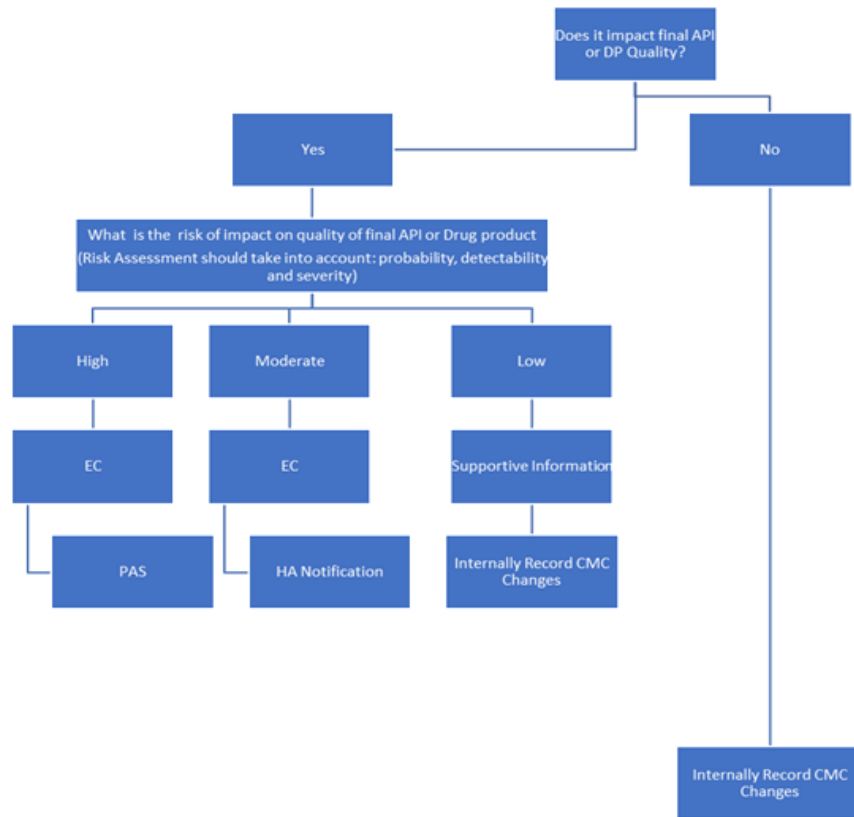 Does it impact final API
or DP Quality?
Yes
No
What is the risk of impact on quality of final API or Drug product
(Risk Assessment should take into account: probability, detectability
and severity)
High
Moderate
Low
EC
EC
Supportive Information
PAS
HA Notification
Internally Record CMC
Changes
Internally Record CMC
Changes